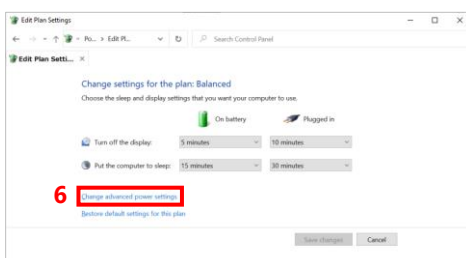 Edit Plan Settings
Po... > Edit Pl...
Search Control Panel
Edit Plan Setti...
Change settings for the plan: Balanced
Choose the sleep and display settings that you want your computer to use.
On battery
Plugged in
Turn off the display:
5 minutes
10 minutes
Put the computer to sleep:
15 minutes
30 minutes
6
Change advanced power settings
Restore default settings for this plan
Save changes
Cancel